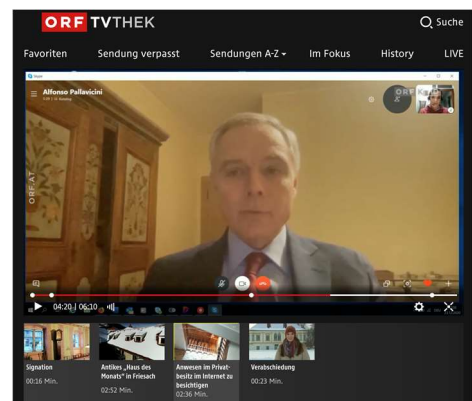 ORF TVTHEK
Suche
Favoriten Sendung verpasst Sendungen A-Z Im Fokus History LIVE
Alfonso Pallavicini
ORF
ORF.AT
04:20 | 06:10
Signation
00:16 Min.
Antikes „Haus des
Monats" in Friesach
02:52 Min.
Anwesen im Privat-
besitz im Internet zu
besichtigen
02:36 Min.
Verabschiedung
00:23 Min.